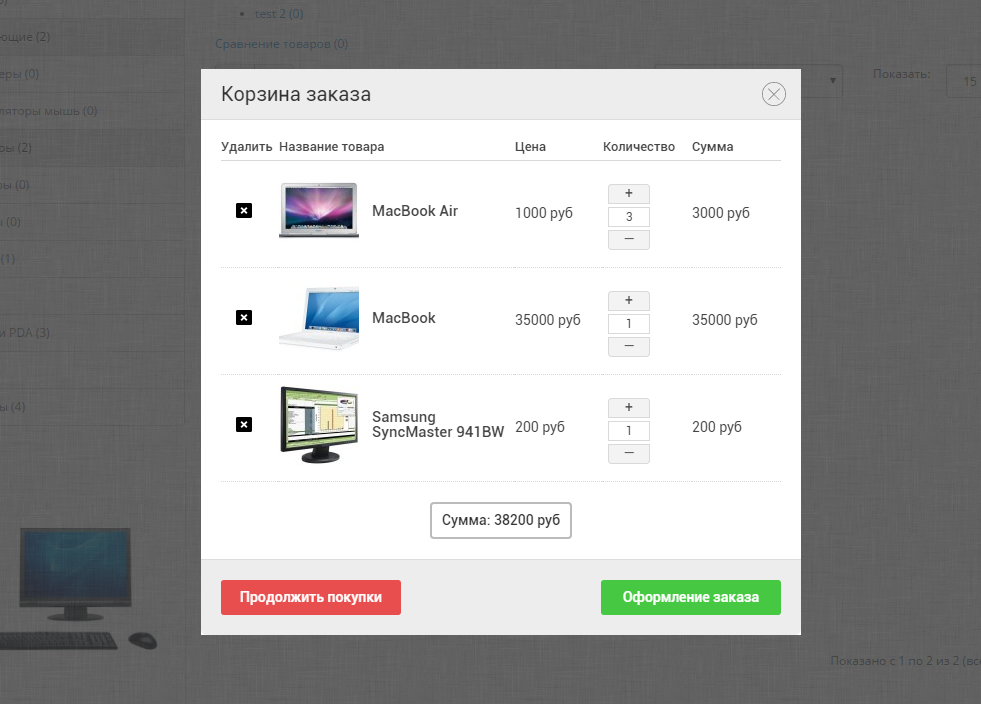 test 2 (0)
ющие (2)
Сравнение товаров (0)
еры (0)
Показать:
15
ляторы мышь (0)
ры (2)
ы (0)
(0)
(1)
и PDA (3)
ы (4)
Корзина заказа
Удалить Название товара Цена Количество Сумма
+
MacBook Air 1000 руб 3 3000 руб
—
+
MacBook 35000 руб 1 35000 руб
—
+
Samsung
SyncMaster 941BW 200 руб 1 200 руб
—
Сумма: 38200 руб
Продолжить покупки Оформление заказа
Показано с 1 по 2 из 2 (все